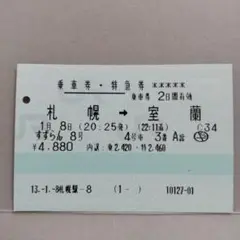 乗車券・特急券
乗車券 2日間有効
札幌 → 室蘭
1月 8日 (20:25発) (22:11着) C34
すずらん 8号 4号車 3番 A席
¥4,880 内訳:乗2,420・特2,460
13.-1.-8札幌駅-8 (1- ) 10127-01